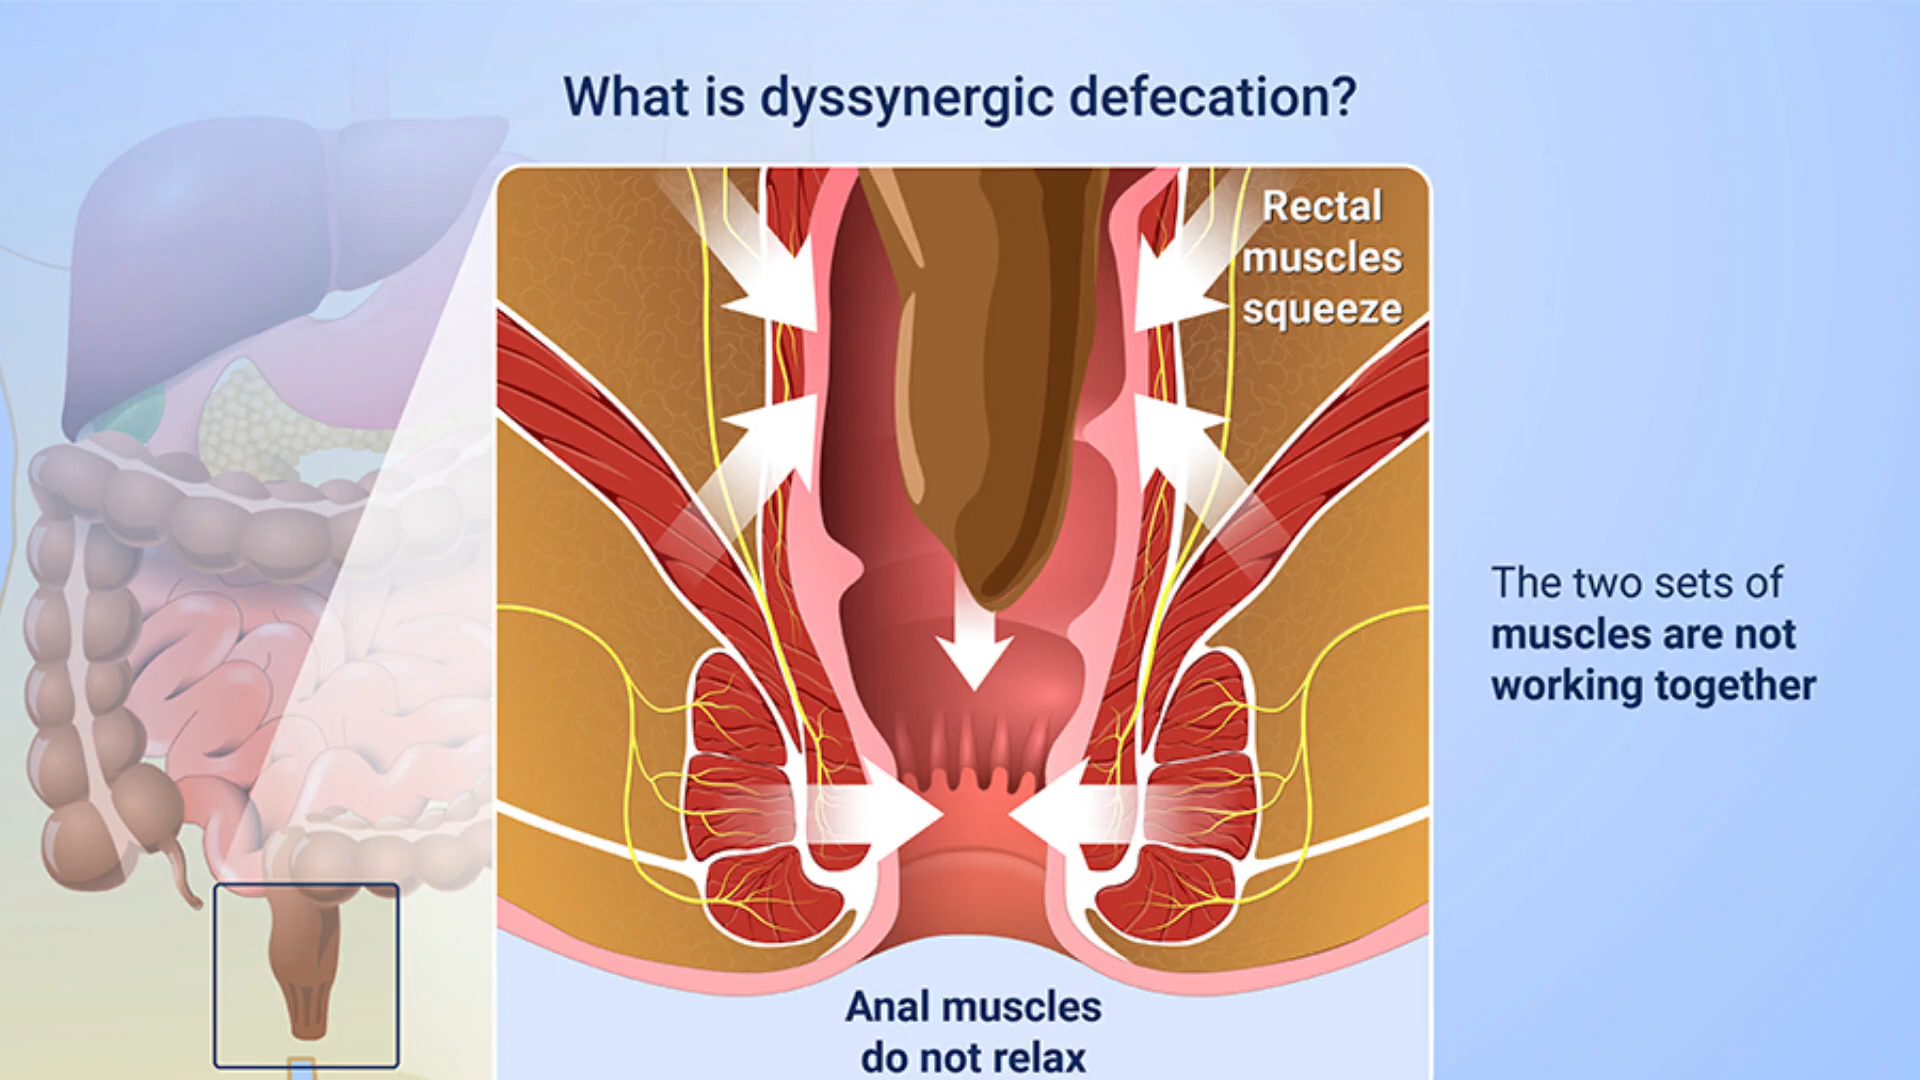 What is dyssynergic defecation?
Rectal
muscles
squeeze
The two sets of
muscles are not
working together
Anal muscles
do not relax